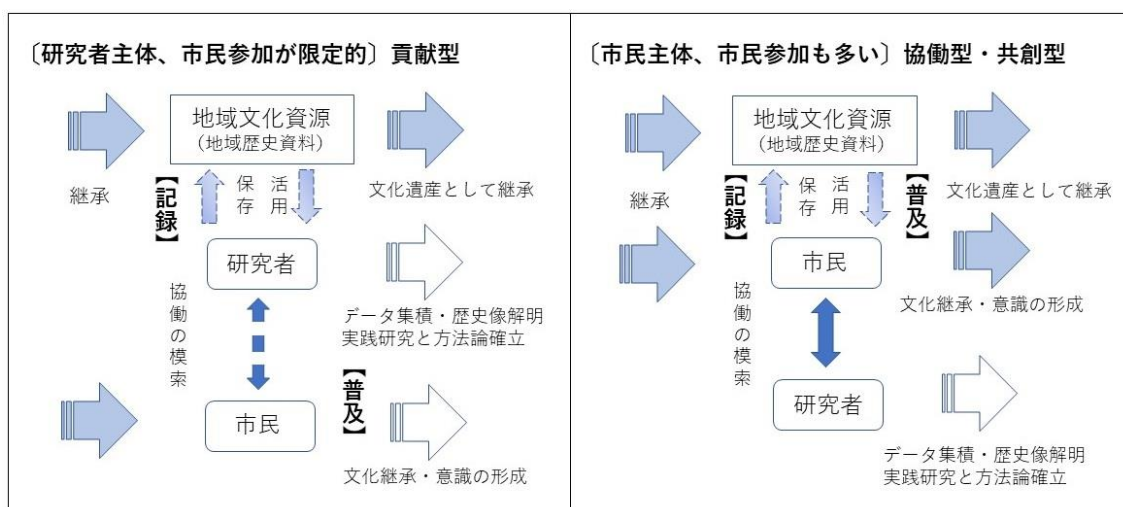 〔研究者主体、市民参加が限定的〕貢献型
地域文化資源
（地域歴史資料）
継承
文化遺産として継承
【記録】
保存
活用
研究者
協働の模索
データ集積・歴史像解明
実践研究と方法論確立
【普及】
市民
文化継承・意識の形成
〔市民主体、市民参加も多い〕協働型・共創型
地域文化資源
（地域歴史資料）
継承
文化遺産として継承
【記録】
保存
活用
【普及】
市民
文化継承・意識の形成
協働の模索
研究者
データ集積・歴史像解明
実践研究と方法論確立